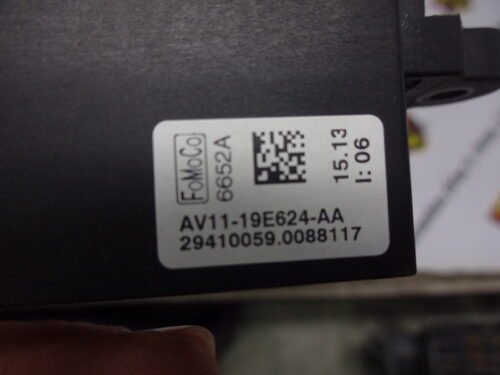 FoMoCo
6652A
15.13
I: 06
AV11-19E624-AA
29410059.0088117